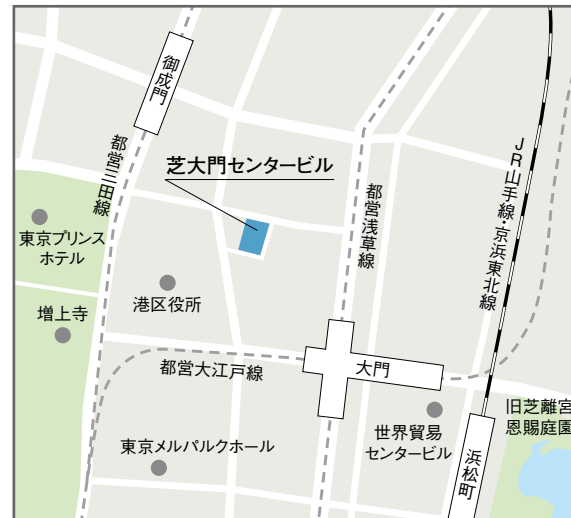 御成門
都営三田線
芝大門センタービル
都営浅草線
JR山手線・京浜東北線
東京プリンス
ホテル
港区役所
増上寺
都営大江戸線
大門
旧芝離宮
恩賜庭園
世界貿易
センタービル
浜松町
東京メルパルクホール